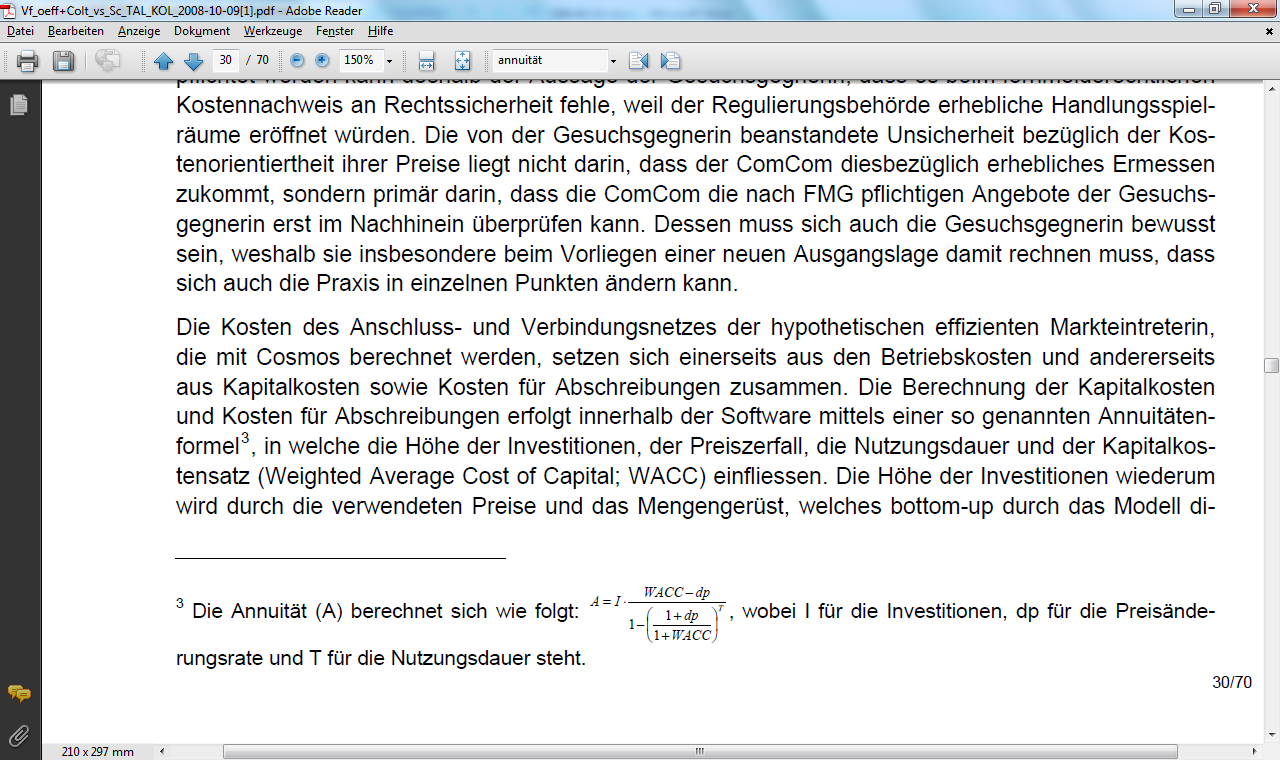 Vf_oeff+Colt_vs_Sc_TAL_KOL_2008-10-09[1].pdf - Adobe Reader
Datei Bearbeiten Anzeige Dokument Werkzeuge Fenster Hilfe
30 / 70 150% annuität
Kostennachweis an Rechtssicherheit fehle, weil der Regulierungsbehörde erhebliche Handlungsspiel-
räume eröffnet würden. Die von der Gesuchsgegnerin beanstandete Unsicherheit bezüglich der Kos-
tenorientiertheit ihrer Preise liegt nicht darin, dass der ComCom diesbezüglich erhebliches Ermessen
zukommt, sondern primär darin, dass die ComCom die nach FMG pflichtigen Angebote der Gesuchs-
gegnerin erst im Nachhinein überprüfen kann. Dessen muss sich auch die Gesuchsgegnerin bewusst
sein, weshalb sie insbesondere beim Vorliegen einer neuen Ausgangslage damit rechnen muss, dass
sich auch die Praxis in einzelnen Punkten ändern kann.
Die Kosten des Anschluss- und Verbindungsnetzes der hypothetischen effizienten Markteintreterin,
die mit Cosmos berechnet werden, setzen sich einerseits aus den Betriebskosten und andererseits
aus Kapitalkosten sowie Kosten für Abschreibungen zusammen. Die Berechnung der Kapitalkosten
und Kosten für Abschreibungen erfolgt innerhalb der Software mittels einer so genannten Annuitäten-
formel³, in welche die Höhe der Investitionen, der Preiszerfall, die Nutzungsdauer und der Kapitalkos-
tensatz (Weighted Average Cost of Capital; WACC) einfliessen. Die Höhe der Investitionen wiederum
wird durch die verwendeten Preise und das Mengengerüst, welches bottom-up durch das Modell di-
³ Die Annuität (A) berechnet sich wie folgt: A = I · (WACC − dp) / (1 − ((1 + dp) / (1 + WACC))^T), wobei I für die Investitionen, dp für die Preisände-
rungsrate und T für die Nutzungsdauer steht.
30/70
210 x 297 mm